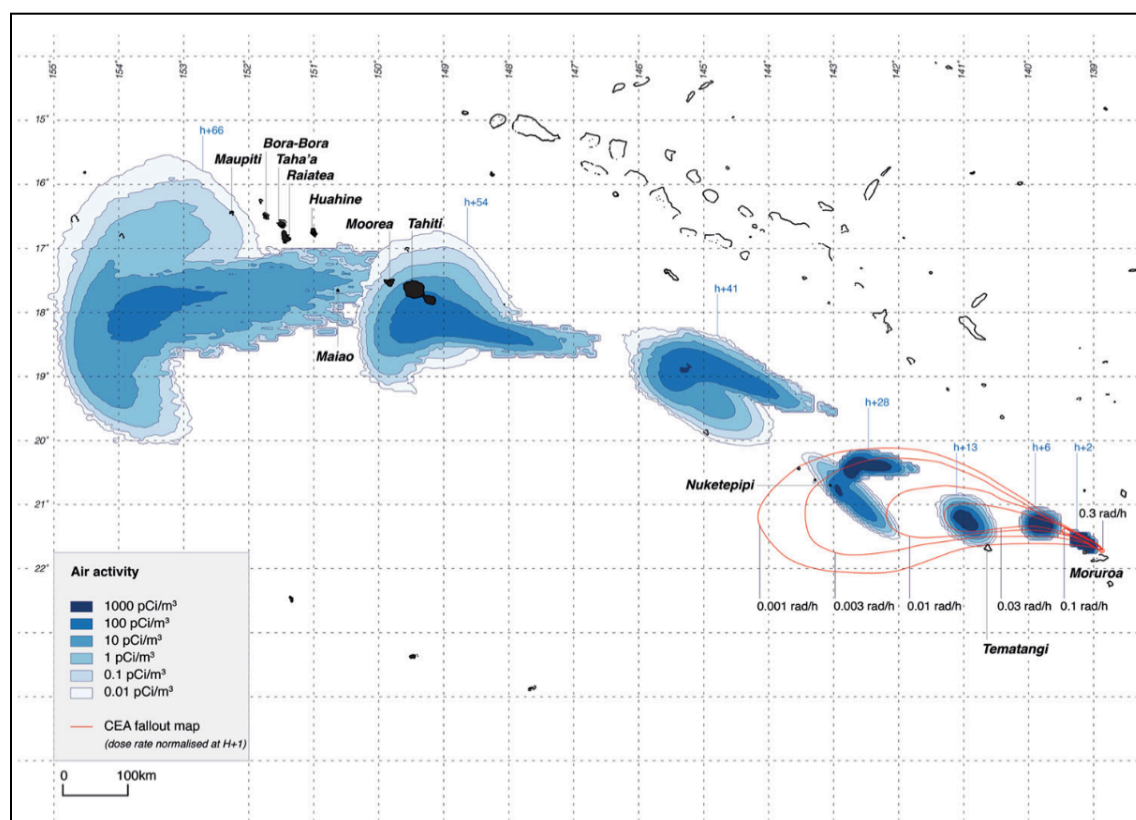 155
154
153
152
151
150
149
148
147
146
145
144
143
142
141
140
139
15°
h+66
Bora-Bora
Maupiti
Taha'a
Raiatea
16°
Huahine
h+54
Moorea
Tahiti
17°
h+41
18°
Maiao
19°
20°
h+28
h+13
h+6
h+2
Nuketepipi
21°
0.3 rad/h
22°
Moruroa
0.001 rad/h
0.003 rad/h
0.01 rad/h
0.03 rad/h
0.1 rad/h
Tematangi
Air activity
1000 pCi/m³
100 pCi/m³
10 pCi/m³
1 pCi/m³
0.1 pCi/m³
0.01 pCi/m³
CEA fallout map
(dose rate normalised at H+1)
0 100km